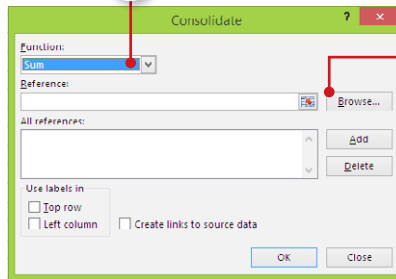 Consolidate
? ×
Function:
Sum
Reference:
Browse...
All references:
Add
Delete
Use labels in
Top row
Left column
Create links to source data
OK
Close